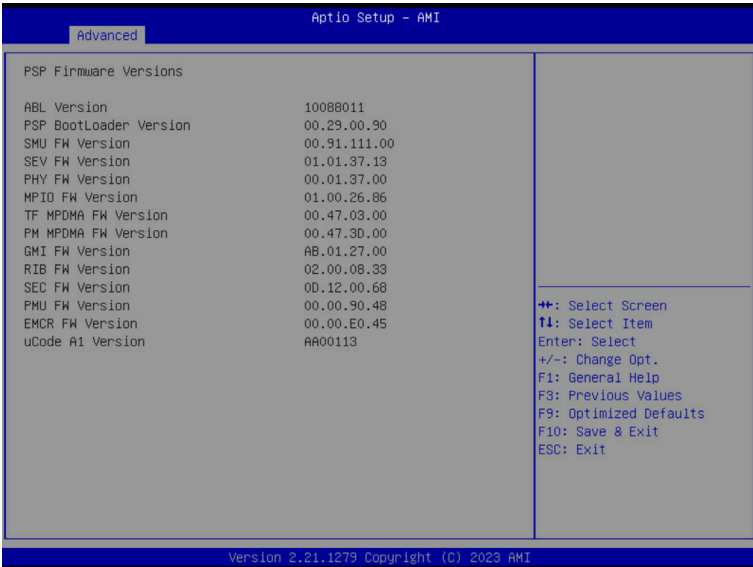 Aptio Setup – AMI
Advanced
PSP Firmware Versions
ABL Version 10088011
PSP BootLoader Version 00.29.00.90
SMU FW Version 00.91.111.00
SEV FW Version 01.01.37.13
PHY FW Version 00.01.37.00
MPIO FW Version 01.00.26.86
TF MPDMA FW Version 00.47.03.00
PM MPDMA FW Version 00.47.3D.00
GMI FW Version AB.01.27.00
RIB FW Version 02.00.08.33
SEC FW Version 0D.12.00.68
PMU FW Version 00.00.90.48
EMCR FW Version 00.00.E0.45
uCode A1 Version AA00113
→←: Select Screen
↑↓: Select Item
Enter: Select
+/-: Change Opt.
F1: General Help
F3: Previous Values
F9: Optimized Defaults
F10: Save & Exit
ESC: Exit
Version 2.21.1279 Copyright (C) 2023 AMI